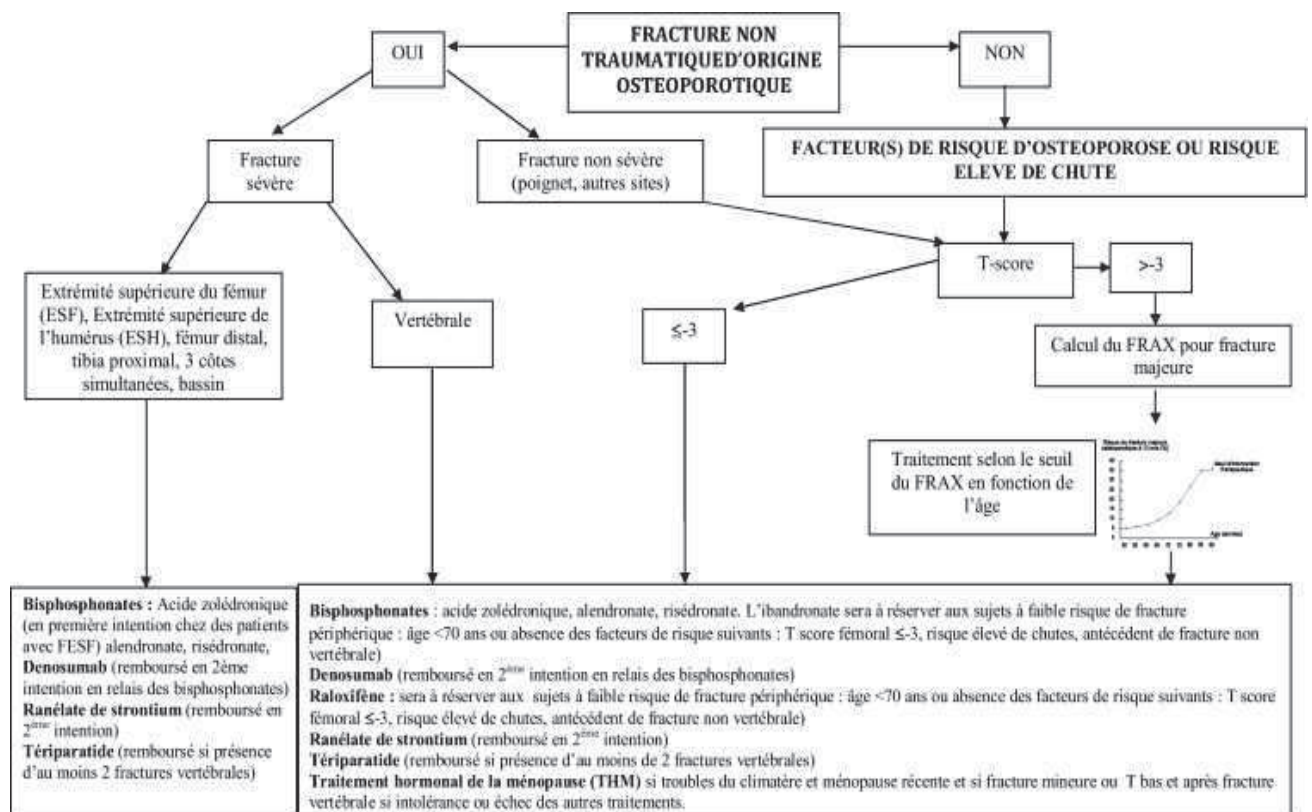 FRACTURE NON
TRAUMATIQUED'ORIGINE
OSTEOPOROTIQUE
OUI
NON
Fracture
sévère
Fracture non sévère
(poignet, autres sites)
FACTEUR(S) DE RISQUE D'OSTEOPOROSE OU RISQUE
ELEVE DE CHUTE
T-score
>-3
≤-3
Extrémité supérieure du fémur
(ESF), Extrémité supérieure de
l'humérus (ESH), fémur distal,
tibia proximal, 3 côtes
simultanées, bassin
Vertébrale
Calcul du FRAX pour fracture
majeure
Traitement selon le seuil
du FRAX en fonction de
l'âge
Bisphosphonates : Acide zolédronique
(en première intention chez des patients
avec FESF) alendronate, risédronate,
Denosumab (remboursé en 2ème
intention en relais des bisphosphonates)
Ranélate de strontium (remboursé en
2ème intention)
Tériparatide (remboursé si présence
d'au moins 2 fractures vertébrales)
Bisphosphonates : acide zolédronique, alendronate, risédronate. L'ibandronate sera à réserver aux sujets à faible risque de fracture
périphérique : âge <70 ans ou absence des facteurs de risque suivants : T score fémoral ≤-3, risque élevé de chutes, antécédent de fracture non
vertébrale)
Denosumab (remboursé en 2ème intention en relais des bisphosphonates)
Raloxifène : sera à réserver aux sujets à faible risque de fracture périphérique : âge <70 ans ou absence des facteurs de risque suivants : T score
fémoral ≤-3, risque élevé de chutes, antécédent de fracture non vertébrale)
Ranélate de strontium (remboursé en 2ème intention)
Tériparatide (remboursé si présence d'au moins de 2 fractures vertébrales)
Traitement hormonal de la ménopause (THM) si troubles du climatère et ménopause récente et si fracture mineure ou T bas et après fracture
vertébrale si intolérance ou échec des autres traitements.